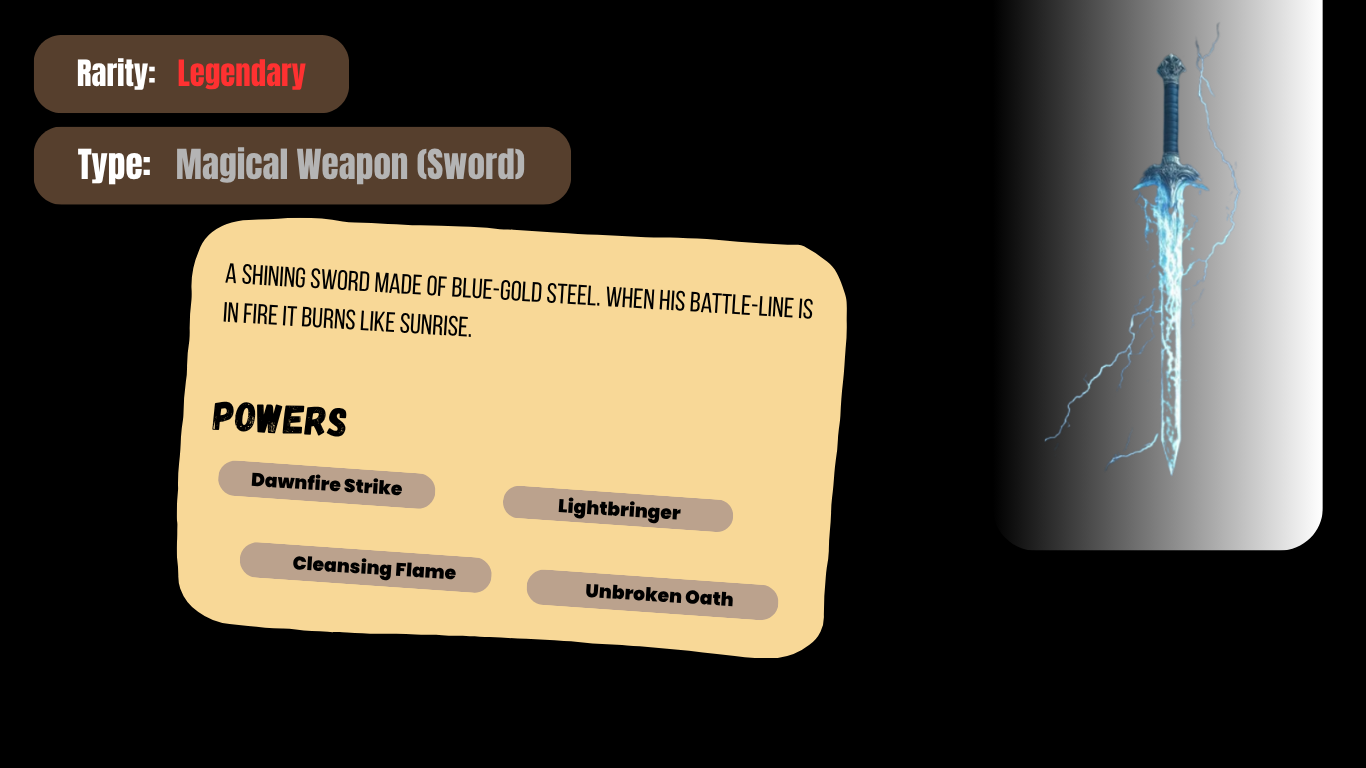 Rarity: Legendary
Type: Magical Weapon (Sword)
A SHINING SWORD MADE OF BLUE-GOLD STEEL. WHEN HIS BATTLE-LINE IS
IN FIRE IT BURNS LIKE SUNRISE.
POWERS
Dawnfire Strike
Lightbringer
Cleansing Flame
Unbroken Oath